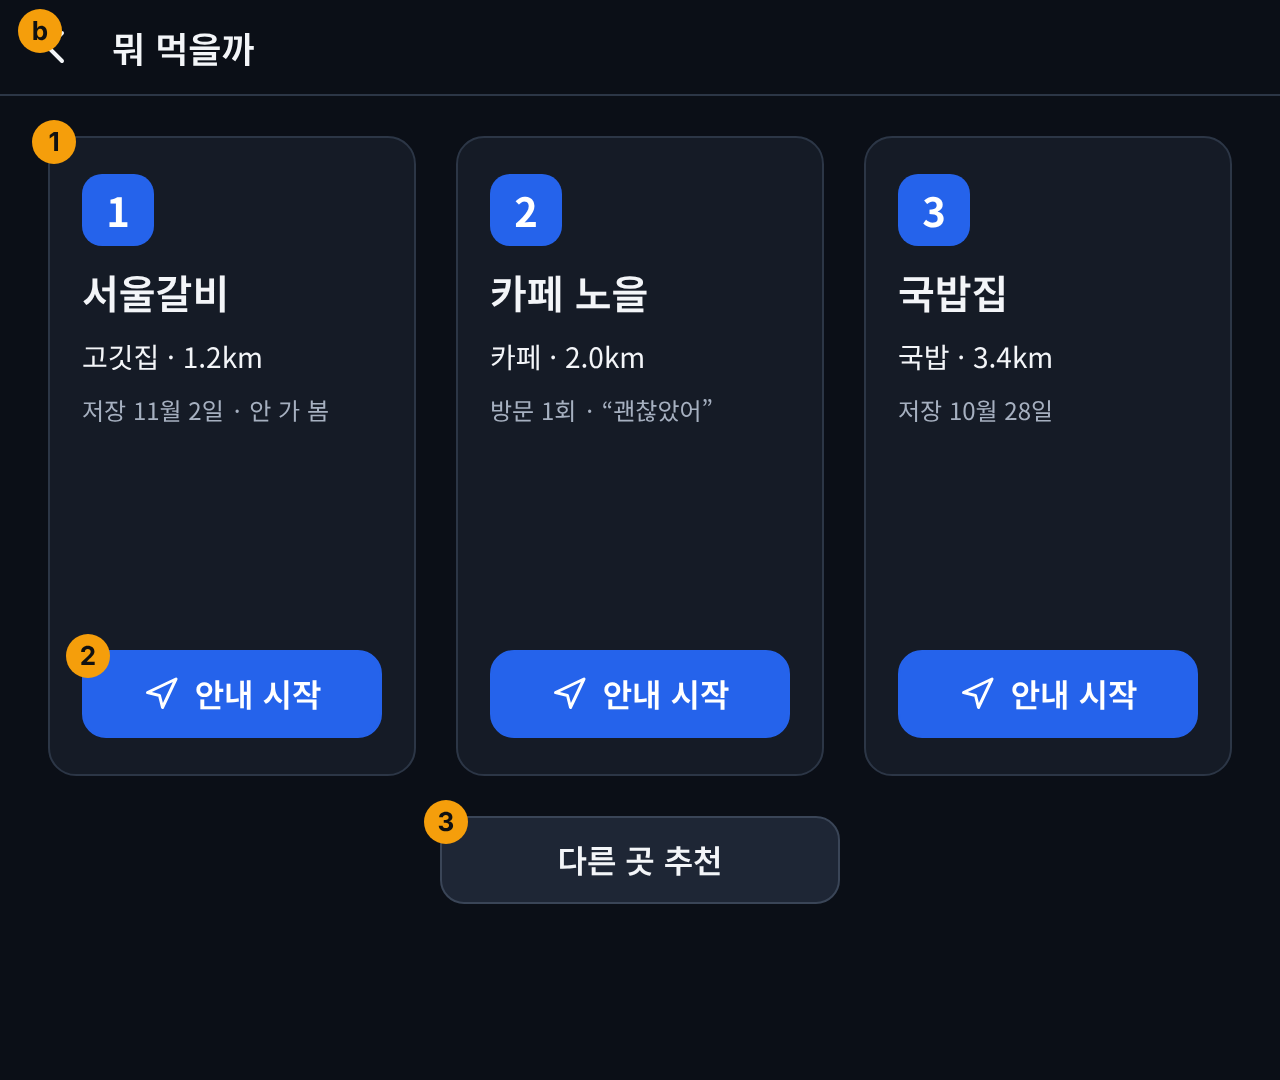 b
뭐 먹을까
1
1
서울갈비
고깃집 · 1.2km
저장 11월 2일 · 안 가 봄
2
안내 시작
2
카페 노을
카페 · 2.0km
방문 1회 · “괜찮았어”
안내 시작
3
국밥집
국밥 · 3.4km
저장 10월 28일
안내 시작
3
다른 곳 추천